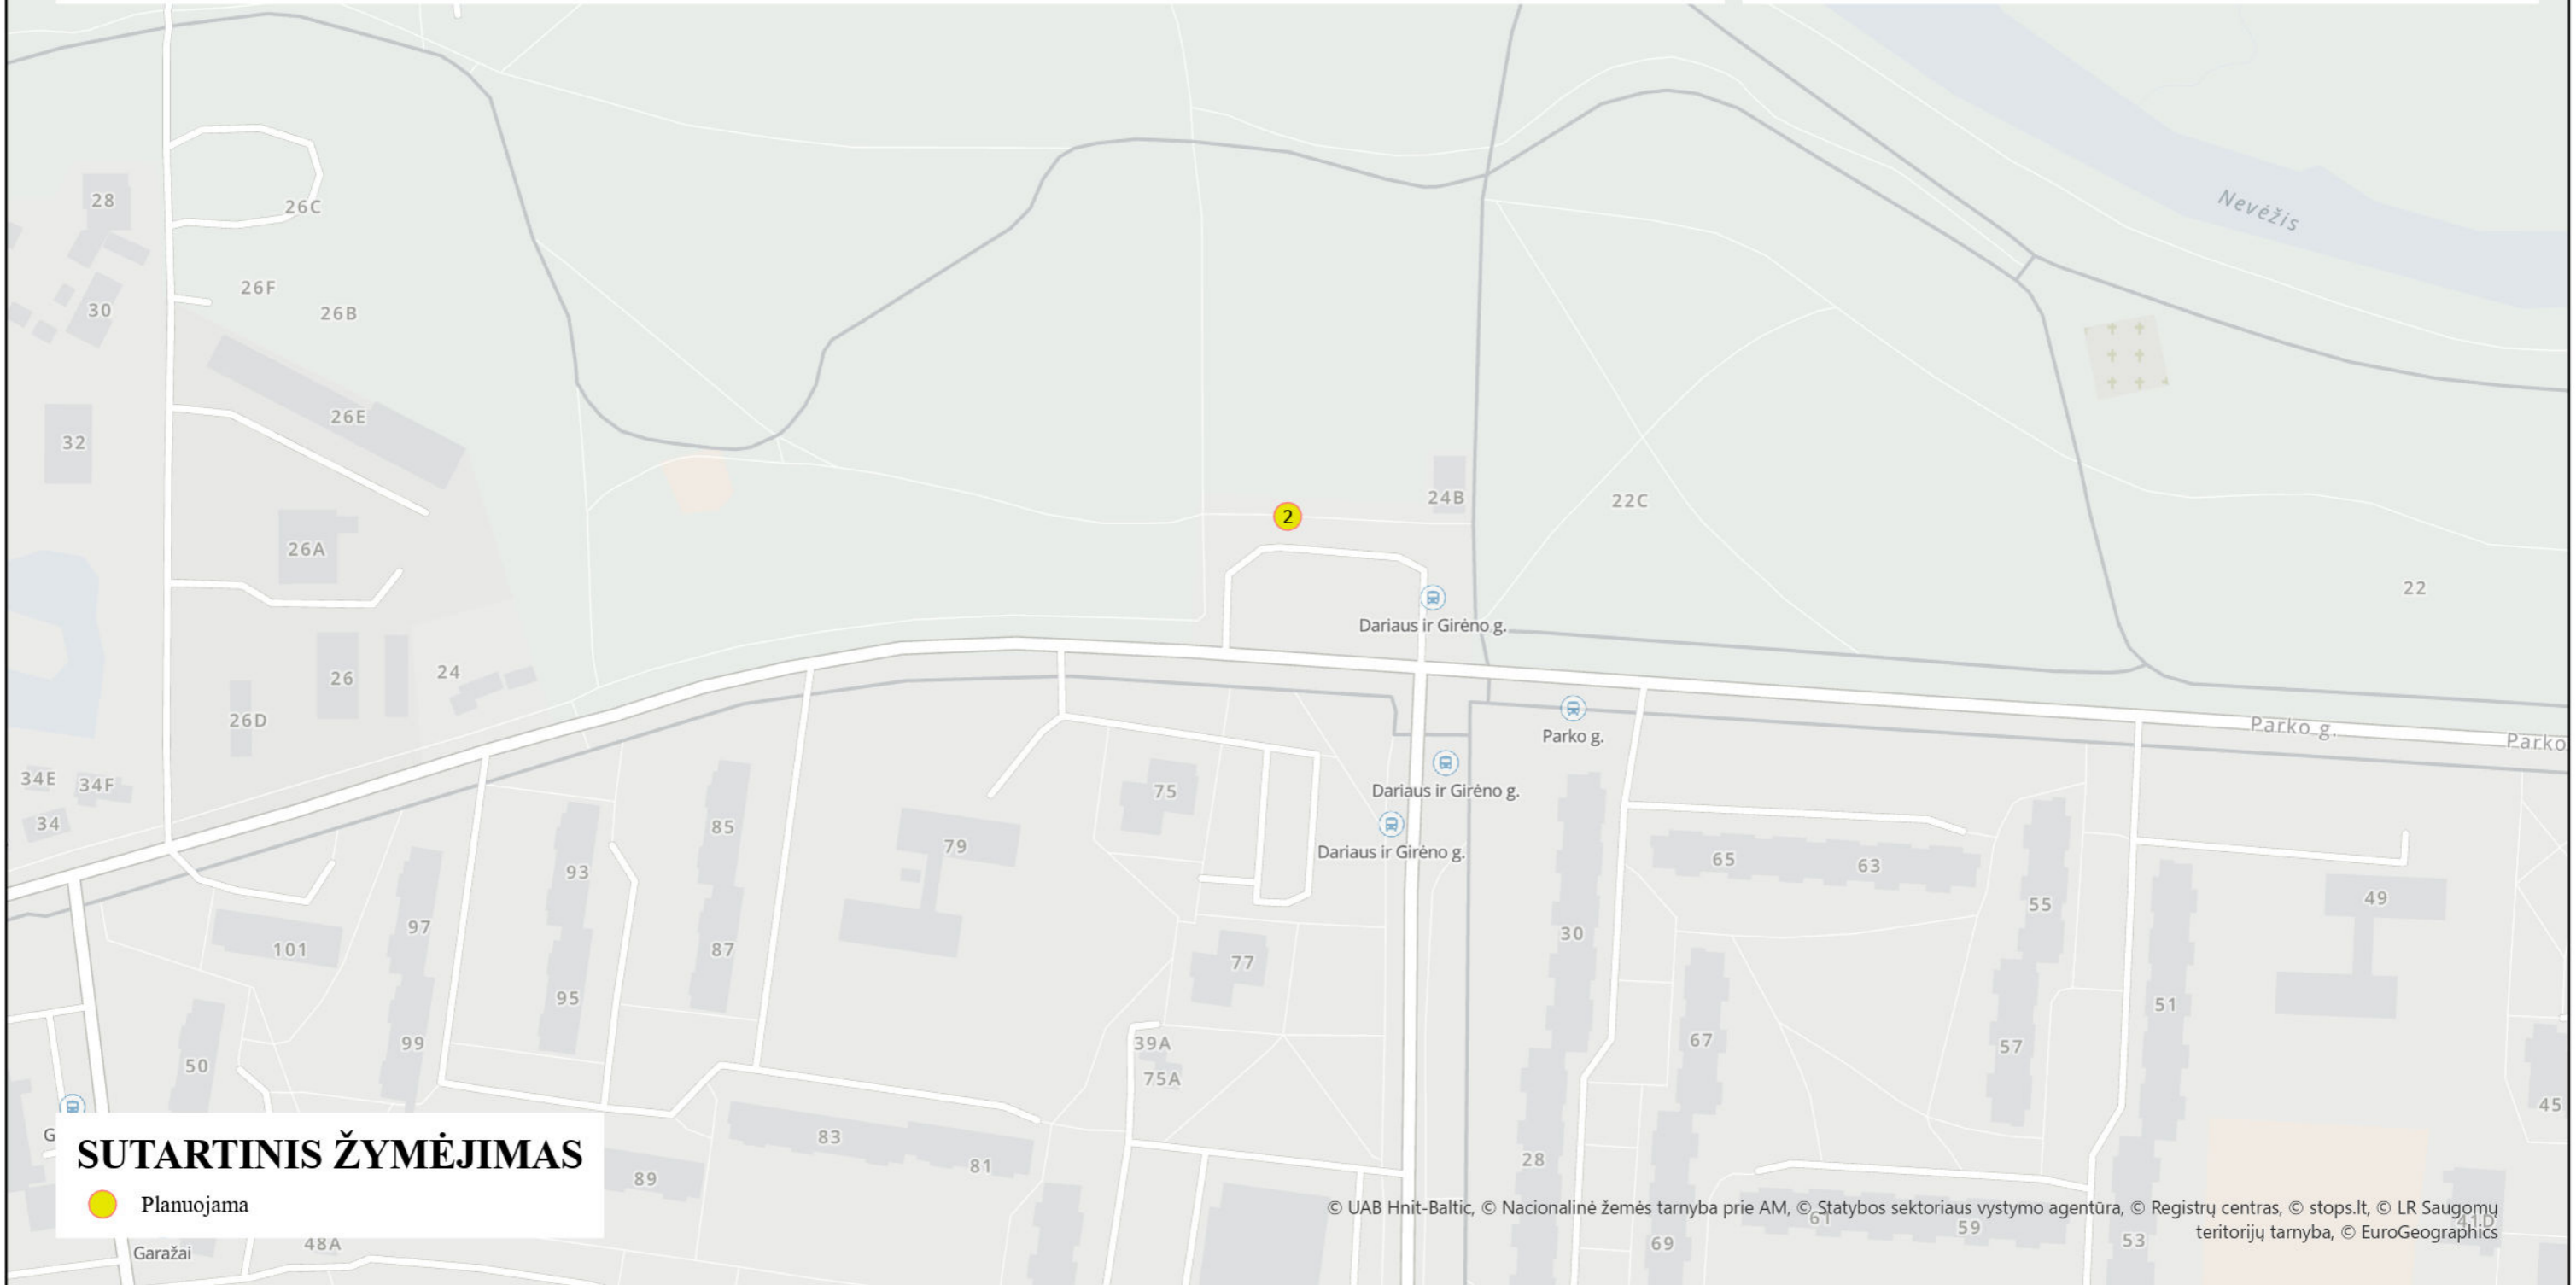 28
26C
Nevėžis
26F
30
26B
26E
32
24B
22C
2
26A
22
Dariaus ir Girėno g.
24
26
26D
Parko g.
Parko g.
Parko
34E
34F
75
Dariaus ir Girėno g.
34
85
79
Dariaus ir Girėno g.
65
63
93
49
97
55
30
101
87
77
95
51
99
39A
67
57
50
75A
45
G
83
28
81
89
SUTARTINIS ŽYMĖJIMAS
Planuojama
© UAB Hnit-Baltic, © Nacionalinė žemės tarnyba prie AM, © Statybos sektoriaus vystymo agentūra, © Registrų centras, © stops.lt, © LR Saugomų
teritorijų tarnyba, © EuroGeographics
61
59
41D
53
69
48A
Garažai